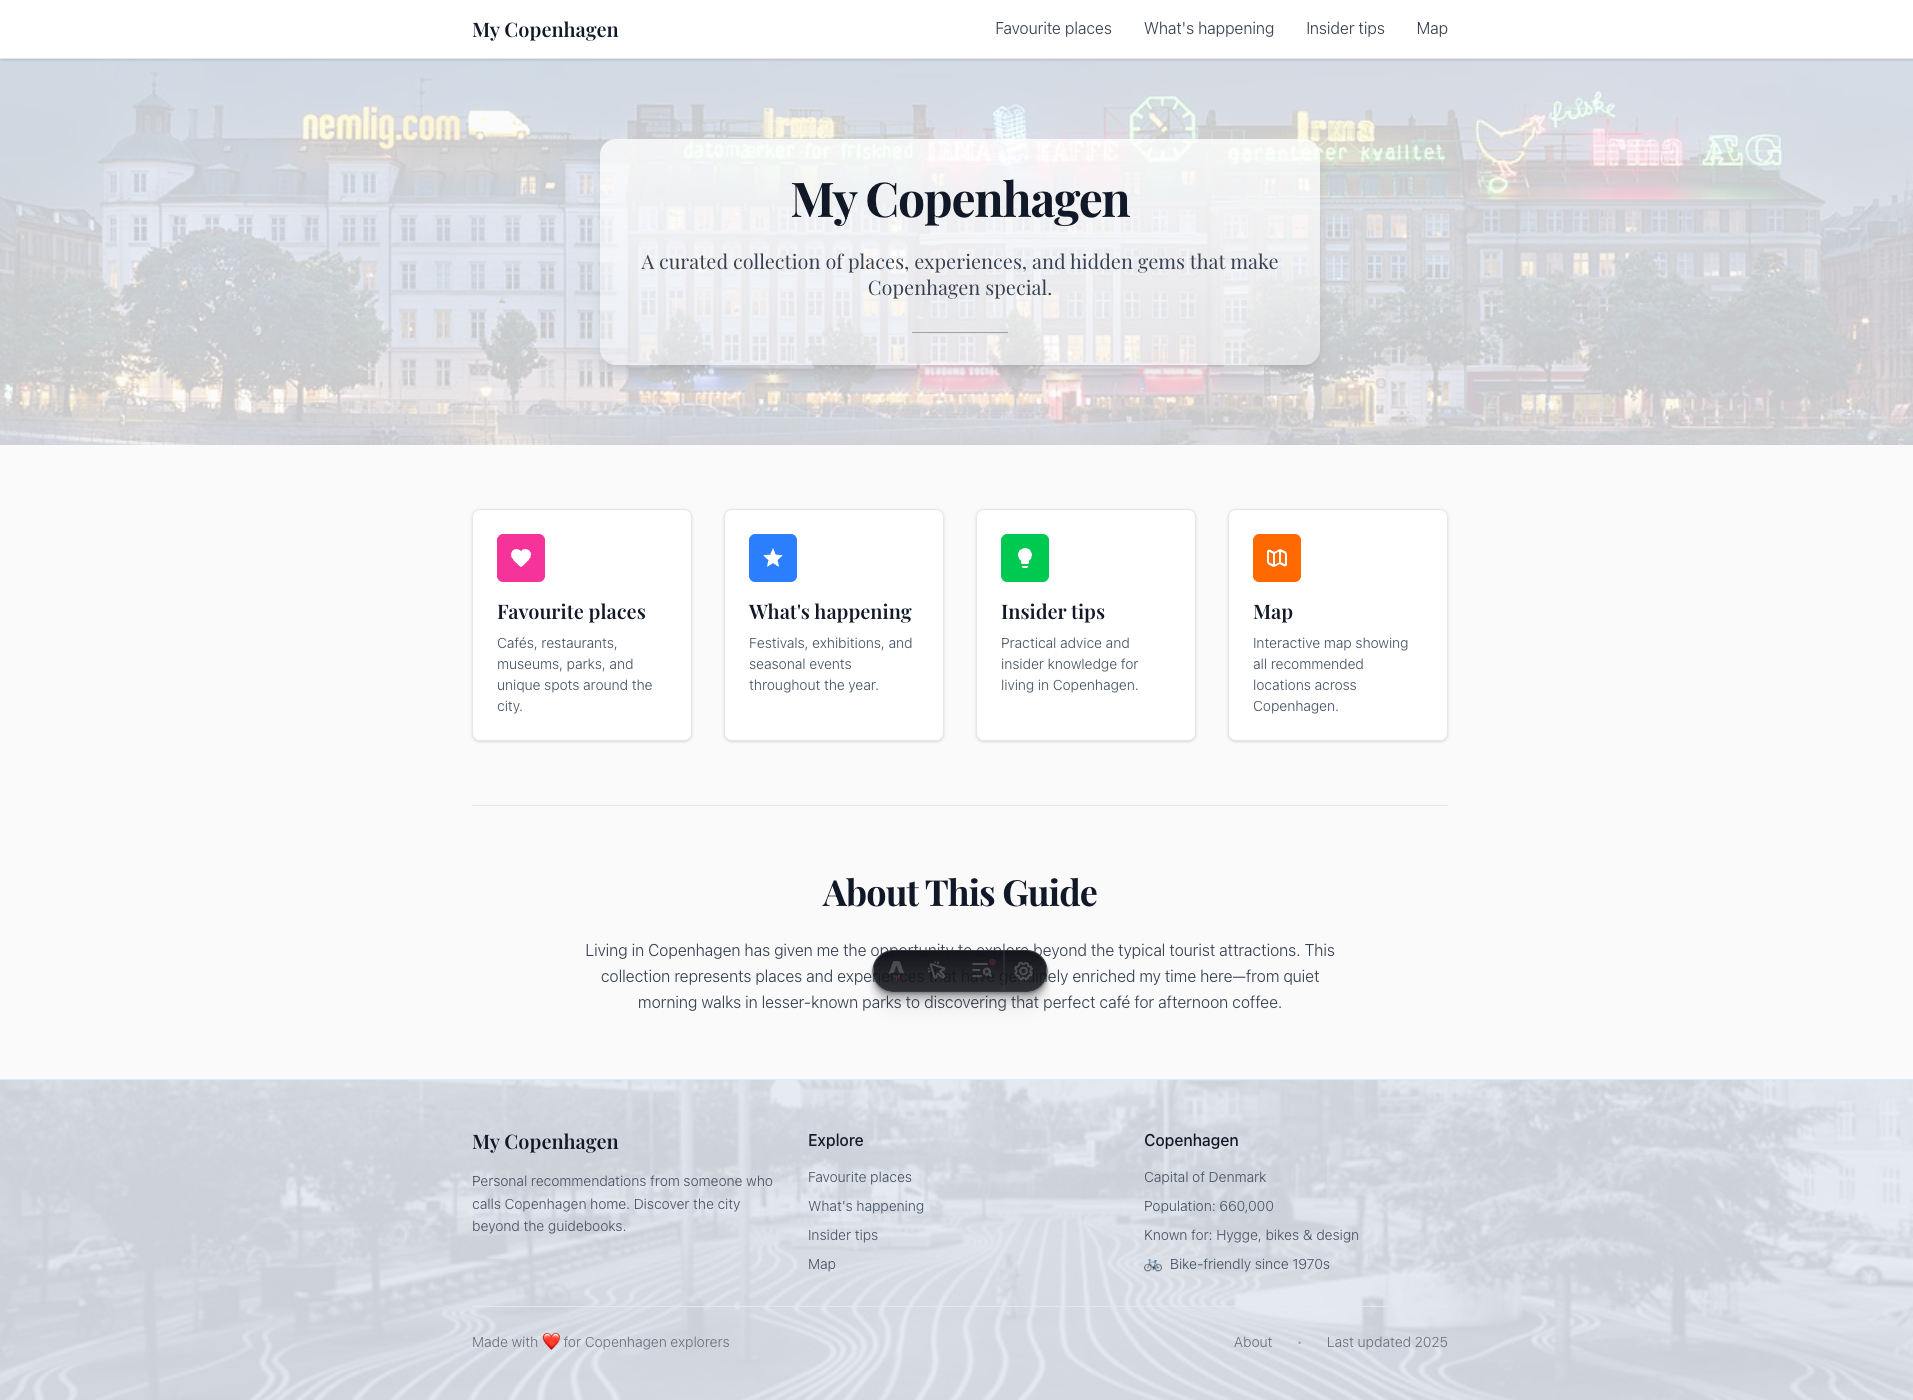 My Copenhagen
Favourite places
What's happening
Insider tips
Map
nemlig.com
Irma
Irma
friske
datomærker for friskhed
IRMA
KAFFE
garanterer kvalitet
Irma
ÆG
My Copenhagen
A curated collection of places, experiences, and hidden gems that make
Copenhagen special.
Favourite places
Cafés, restaurants,
museums, parks, and
unique spots around the
city.
What's happening
Festivals, exhibitions, and
seasonal events
throughout the year.
Insider tips
Practical advice and
insider knowledge for
living in Copenhagen.
Map
Interactive map showing
all recommended
locations across
Copenhagen.
About This Guide
Living in Copenhagen has given me the opportunity to explore beyond the typical tourist attractions. This
collection represents places and experiences that have genuinely enriched my time here—from quiet
morning walks in lesser-known parks to discovering that perfect café for afternoon coffee.
My Copenhagen
Personal recommendations from someone who
calls Copenhagen home. Discover the city
beyond the guidebooks.
Explore
Favourite places
What's happening
Insider tips
Map
Copenhagen
Capital of Denmark
Population: 660,000
Known for: Hygge, bikes & design
🚲 Bike-friendly since 1970s
Made with ❤️ for Copenhagen explorers
About · Last updated 2025